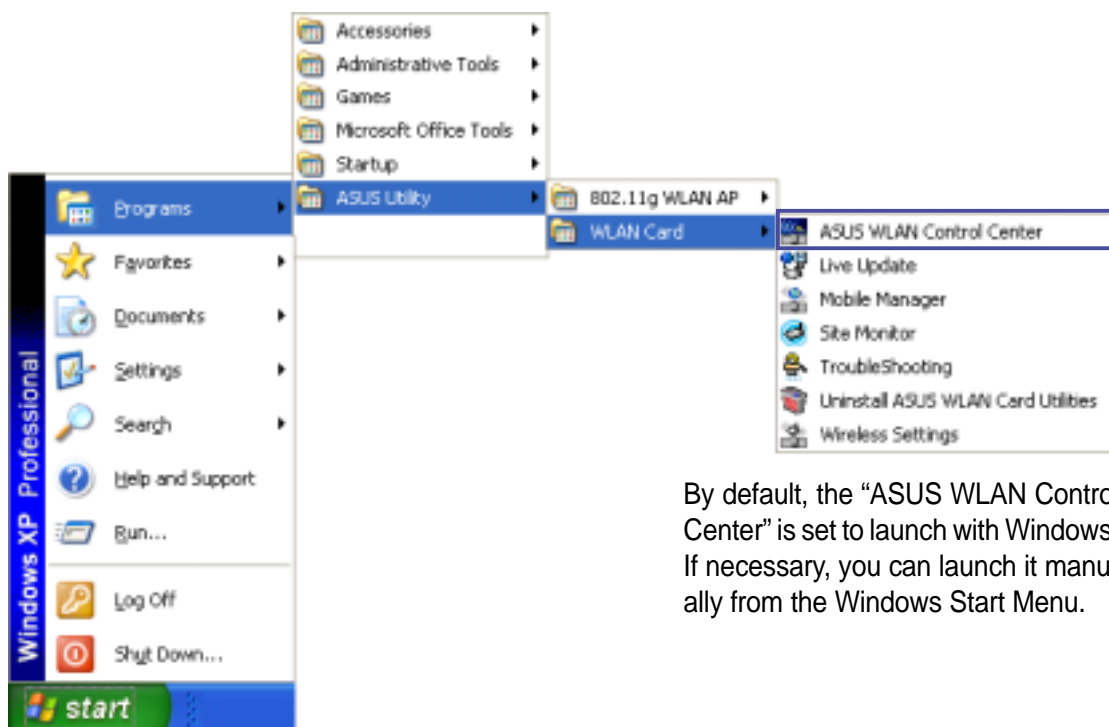 Accessories
Administrative Tools
Games
Microsoft Office Tools
Startup
ASUS Utility
802.11g WLAN AP
WLAN Card
ASUS WLAN Control Center
Live Update
Mobile Manager
Site Monitor
TroubleShooting
Uninstall ASUS WLAN Card Utilities
Wireless Settings
Programs
Favorites
Documents
Settings
Search
Help and Support
Run...
Log Off
Shut Down...
Windows XP Professional
start
By default, the “ASUS WLAN Contro
Center” is set to launch with Windows
If necessary, you can launch it manu
ally from the Windows Start Menu.